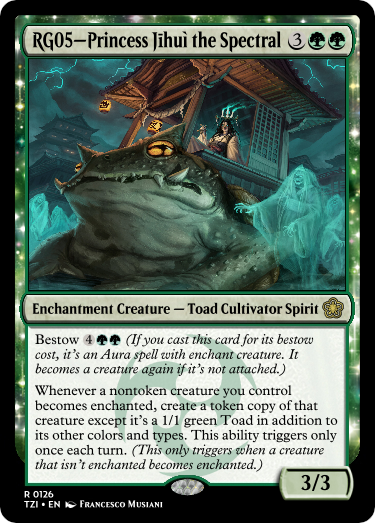 RG05–Princess Jīhuì the Spectral 3
Enchantment Creature — Toad Cultivator Spirit
Bestow 4 (If you cast this card for its bestow
cost, it's an Aura spell with enchant creature. It
becomes a creature again if it's not attached.)
Whenever a nontoken creature you control
becomes enchanted, create a token copy of that
creature except it's a 1/1 green Toad in addition to
its other colors and types. This ability triggers only
once each turn. (This only triggers when a creature
that isn't enchanted becomes enchanted.)
3/3
R 0126
TZI • EN Francesco Musiani